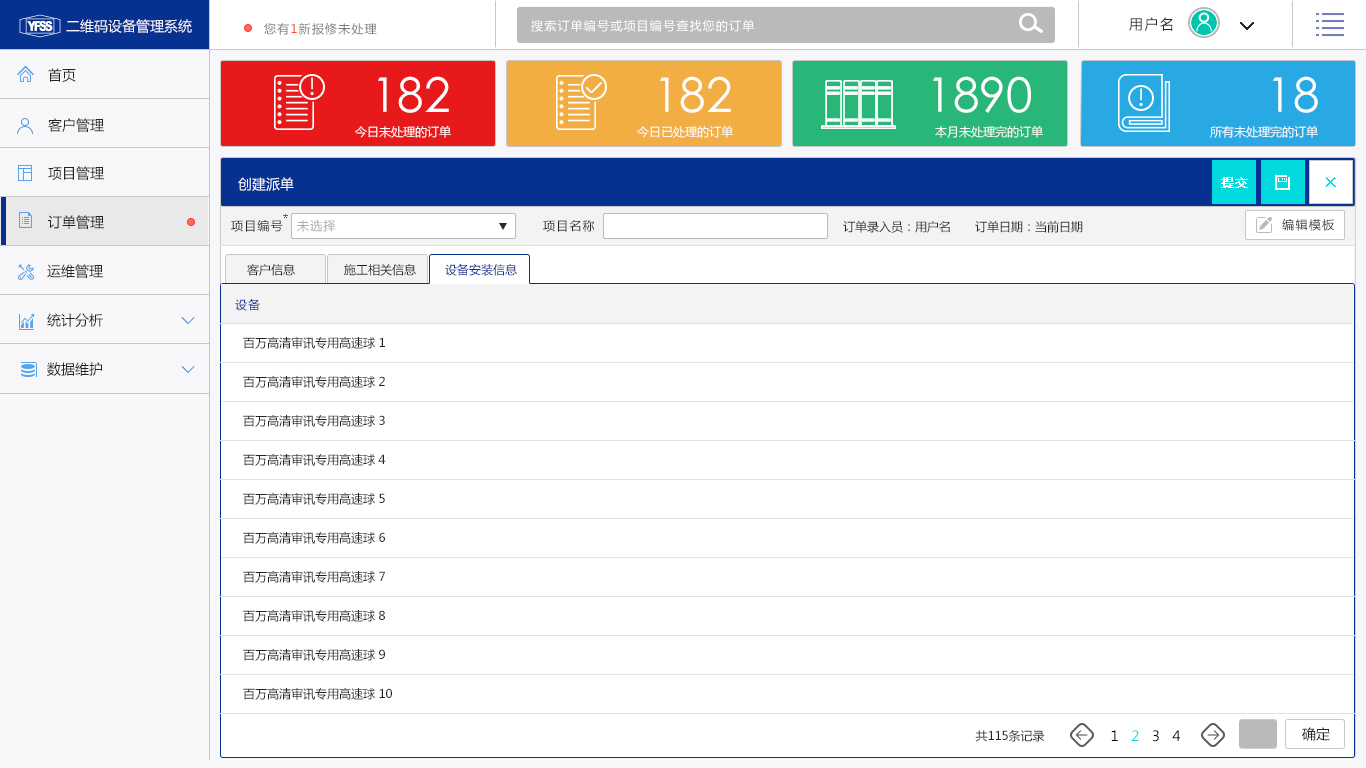 YFSS 二维码设备管理系统
您有1新报修未处理
搜索订单编号或项目编号查找您的订单
用户名
首页
客户管理
项目管理
订单管理
运维管理
统计分析
数据维护
182
今日未处理的订单
182
今日已处理的订单
1890
本月未处理完的订单
18
所有未处理完的订单
创建派单
提交
项目编号* 未选择
项目名称
订单录入员：用户名
订单日期：当前日期
编辑模板
客户信息
施工相关信息
设备安装信息
设备
百万高清审讯专用高速球 1
百万高清审讯专用高速球 2
百万高清审讯专用高速球 3
百万高清审讯专用高速球 4
百万高清审讯专用高速球 5
百万高清审讯专用高速球 6
百万高清审讯专用高速球 7
百万高清审讯专用高速球 8
百万高清审讯专用高速球 9
百万高清审讯专用高速球 10
共115条记录
1 2 3 4
确定